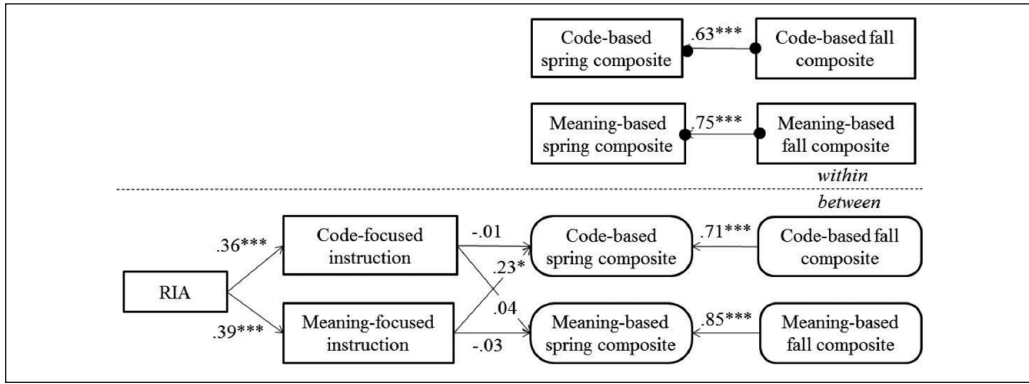 Code-based
spring composite
.63***
Code-based fall
composite
Meaning-based
spring composite
.75***
Meaning-based
fall composite
within
between
RIA
.36***
.39***
Code-focused
instruction
Meaning-focused
instruction
-.01
.23*
.04
-.03
Code-based
spring composite
.71***
Code-based fall
composite
Meaning-based
spring composite
.85***
Meaning-based
fall composite